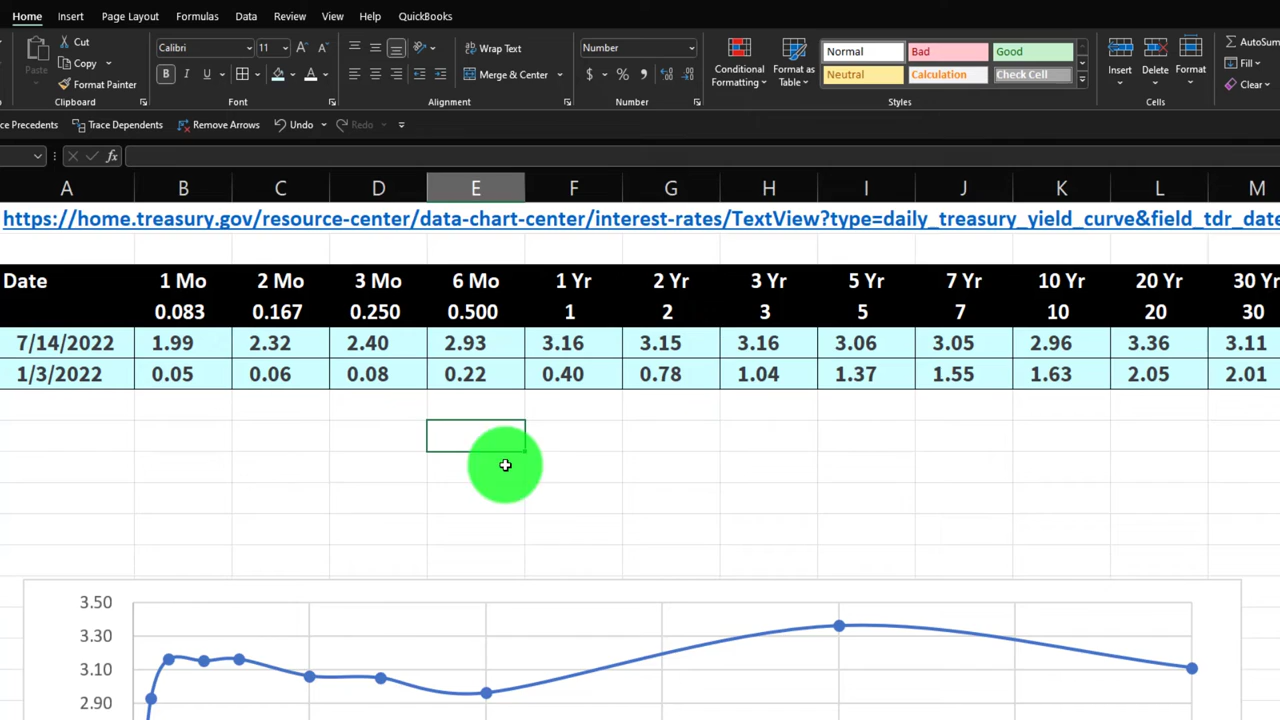 Home Insert Page Layout Formulas Data Review View Help QuickBooks
Cut
Copy
Format Painter
Paste
Clipboard
Calibri 11 A A
B I U A
Font
Wrap Text
Merge & Center
Alignment
Number
$ % 9
Number
Conditional Formatting
Format as Table
Normal Bad Good
Neutral Calculation Check Cell
Styles
Insert Delete Format
Cells
AutoSum
Fill
Clear
ce Precedents Trace Dependents Remove Arrows Undo Redo
fx
A B C D E F G H I J K L M
https://home.treasury.gov/resource-center/data-chart-center/interest-rates/TextView?type=daily_treasury_yield_curve&field_tdr_date
Date 1 Mo 2 Mo 3 Mo 6 Mo 1 Yr 2 Yr 3 Yr 5 Yr 7 Yr 10 Yr 20 Yr 30 Yr
0.083 0.167 0.250 0.500 1 2 3 5 7 10 20 30
7/14/2022 1.99 2.32 2.40 2.93 3.16 3.15 3.16 3.06 3.05 2.96 3.36 3.11
1/3/2022 0.05 0.06 0.08 0.22 0.40 0.78 1.04 1.37 1.55 1.63 2.05 2.01
3.50
3.30
3.10
2.90